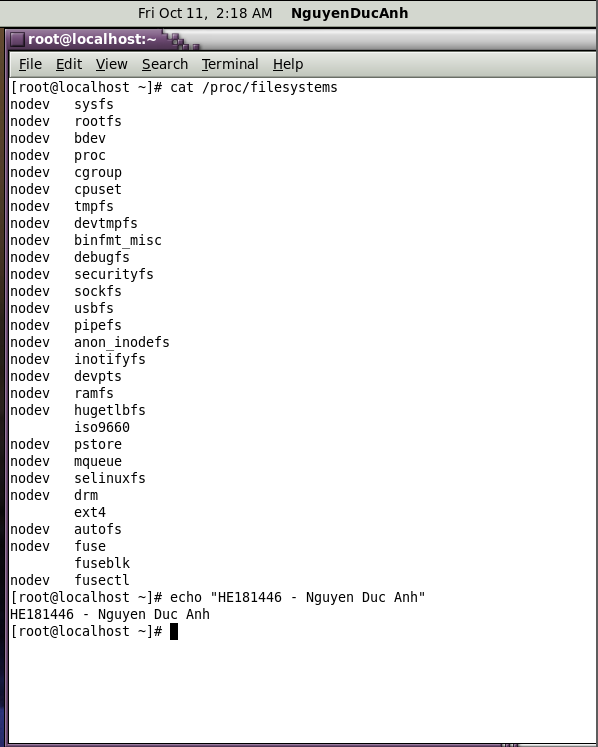 Fri Oct 11, 2:18 AM NguyenDucAnh
root@localhost:~
File Edit View Search Terminal Help
[root@localhost ~]# cat /proc/filesystems
nodev sysfs
nodev rootfs
nodev bdev
nodev proc
nodev cgroup
nodev cpuset
nodev tmpfs
nodev devtmpfs
nodev binfmt_misc
nodev debugfs
nodev securityfs
nodev sockfs
nodev usbfs
nodev pipefs
nodev anon_inodefs
nodev inotifyfs
nodev devpts
nodev ramfs
nodev hugetlbfs
iso9660
nodev pstore
nodev mqueue
nodev selinuxfs
nodev drm
ext4
nodev autofs
nodev fuse
fuseblk
nodev fusectl
[root@localhost ~]# echo "HE181446 - Nguyen Duc Anh"
HE181446 - Nguyen Duc Anh
[root@localhost ~]#